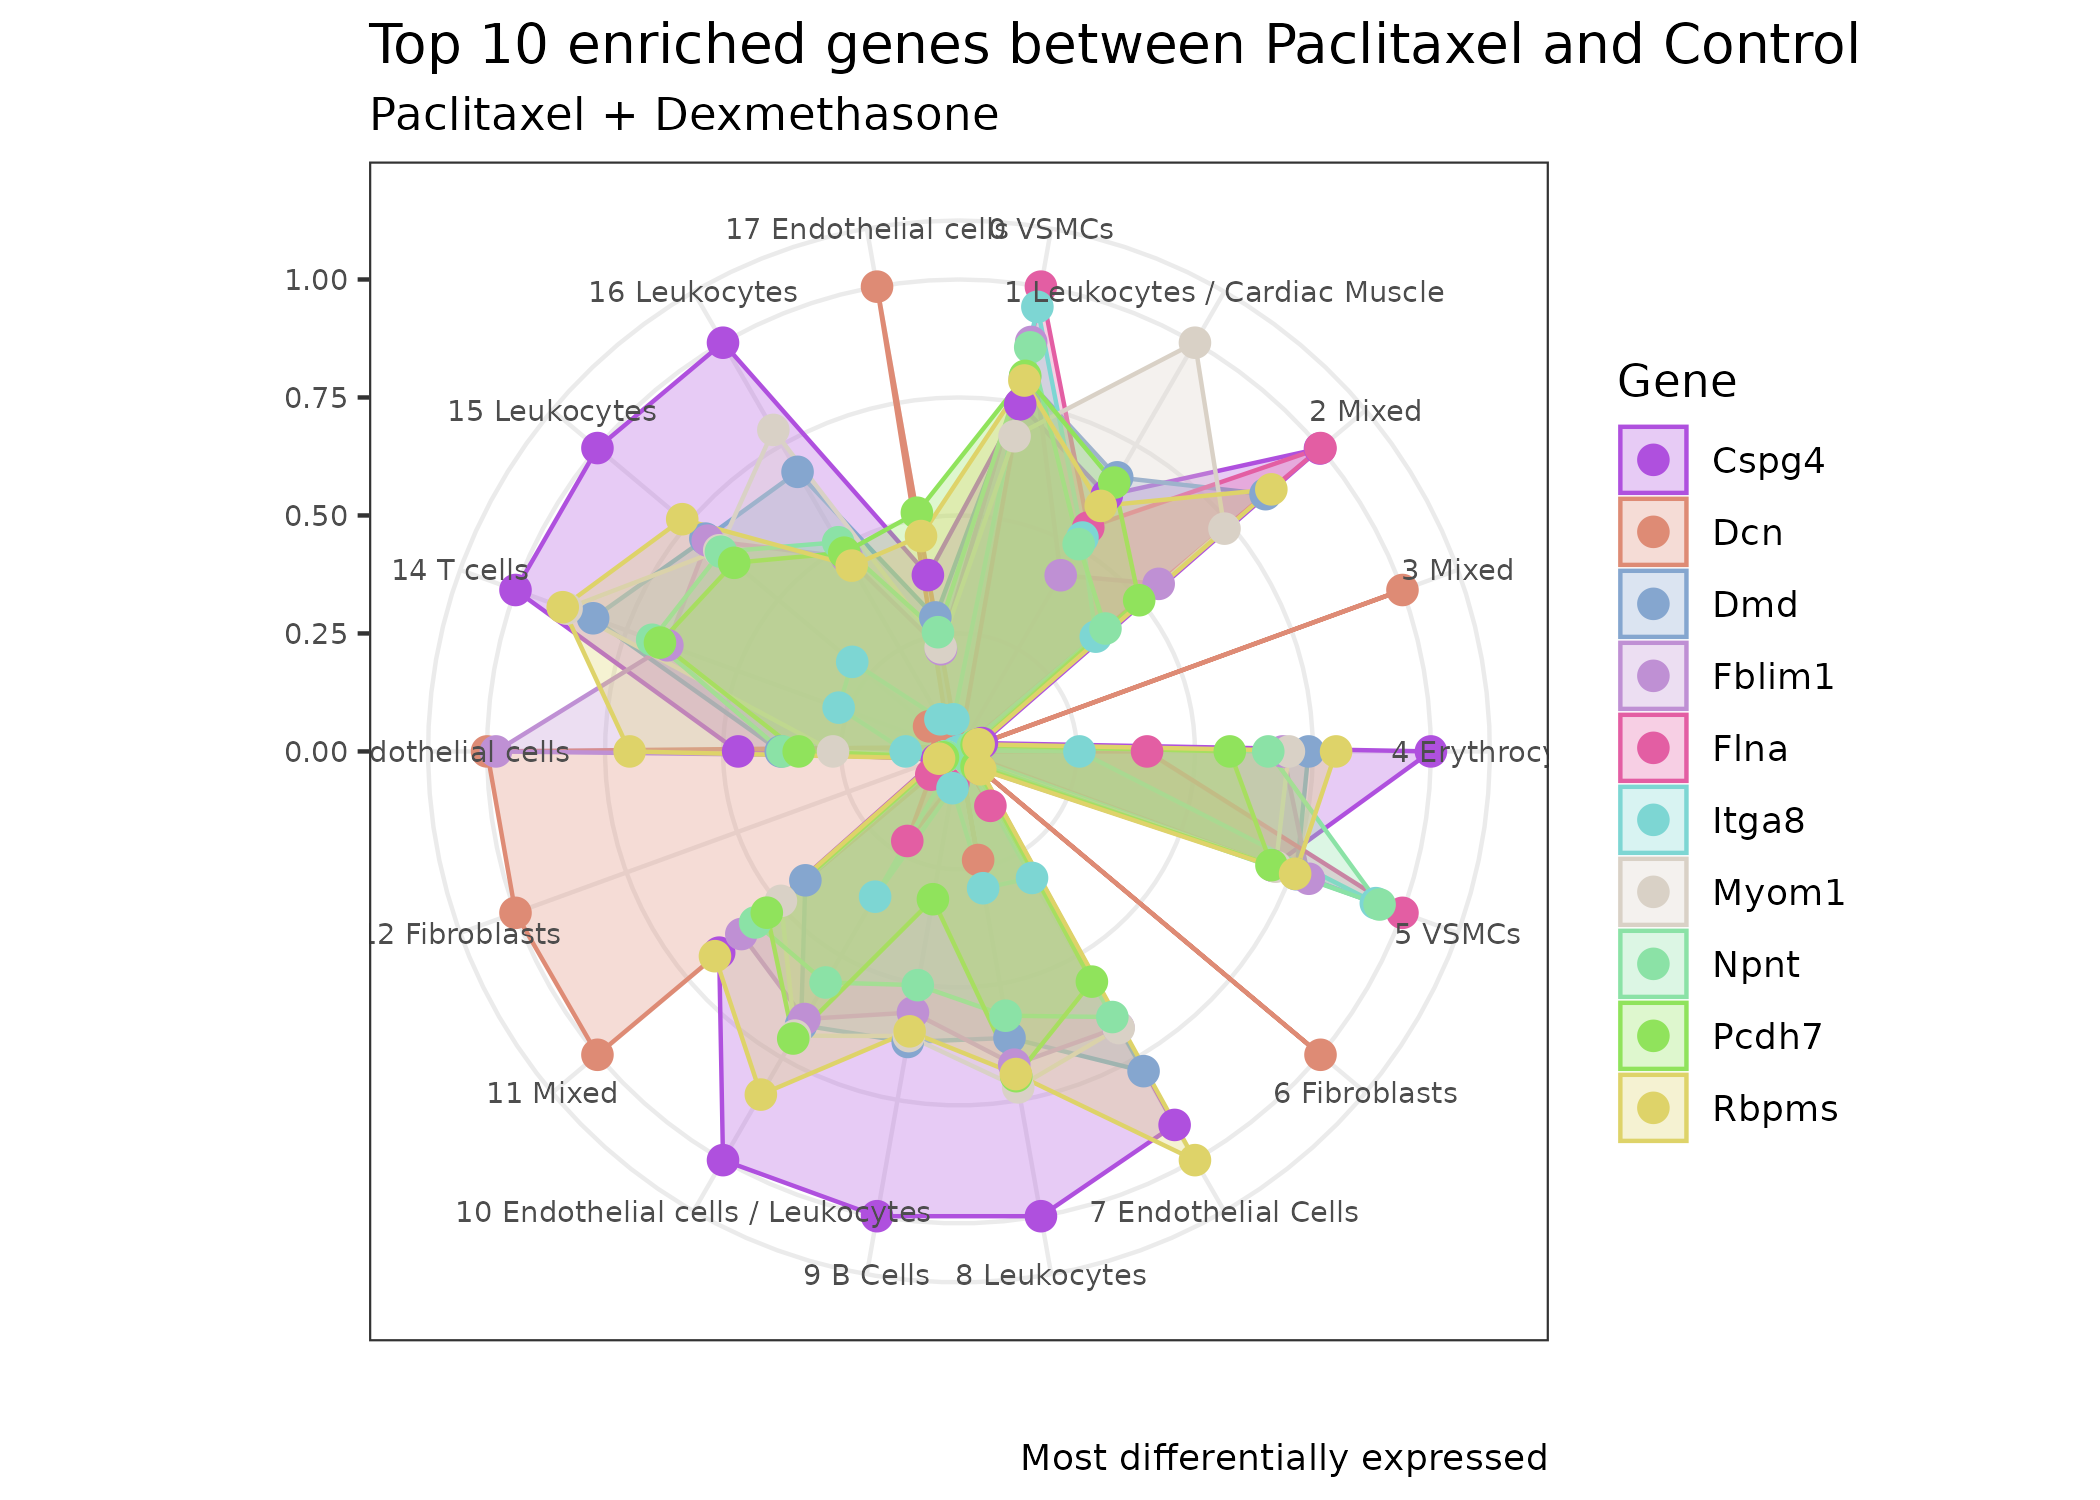 Top 10 enriched genes between Paclitaxel and Control
Paclitaxel + Dexmethasone
17 Endothelial cells
0 VSMCs
16 Leukocytes
1 Leukocytes / Cardiac Muscle
15 Leukocytes
2 Mixed
14 T cells
3 Mixed
dothelial cells
4 Erythrocy
2 Fibroblasts
5 VSMCs
11 Mixed
6 Fibroblasts
10 Endothelial cells / Leukocytes
7 Endothelial Cells
9 B Cells
8 Leukocytes
1.00
0.75
0.50
0.25
0.00
Gene
Cspg4
Dcn
Dmd
Fblim1
Flna
Itga8
Myom1
Npnt
Pcdh7
Rbpms
Most differentially expressed